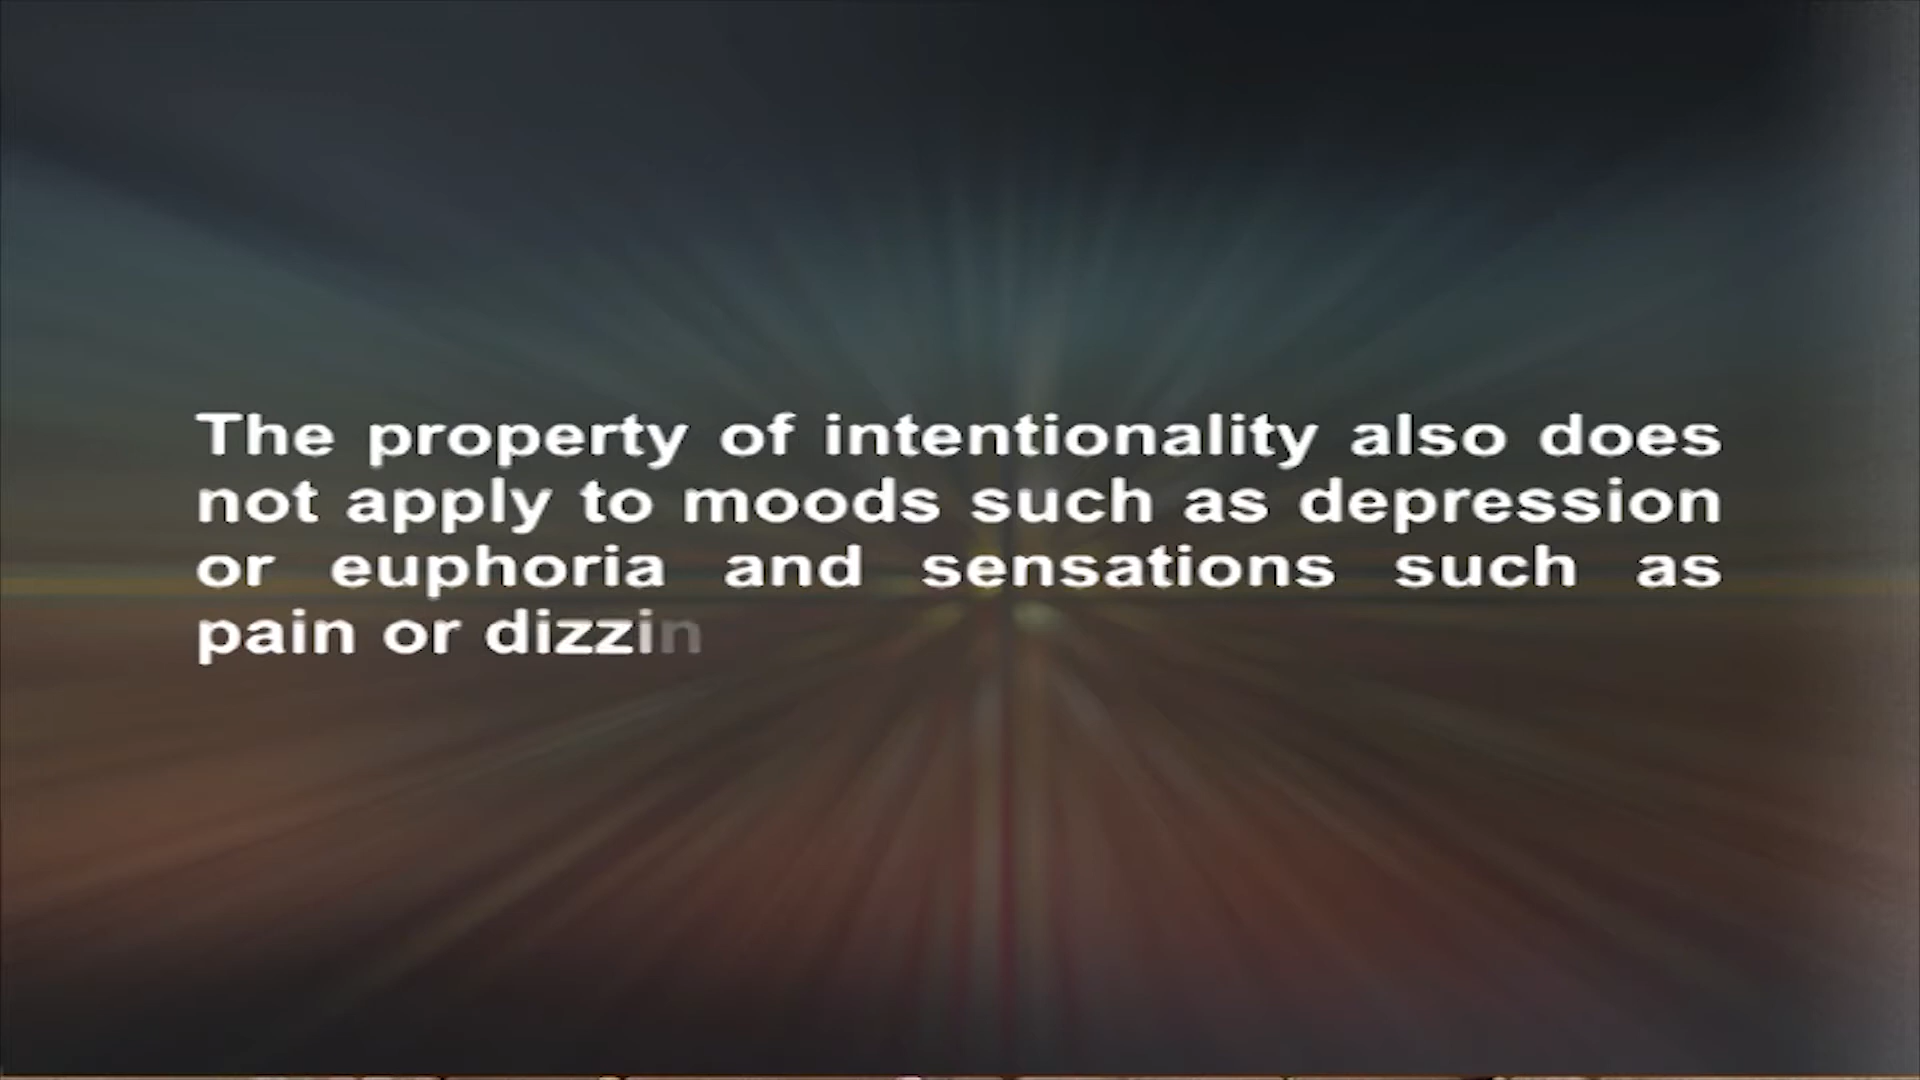 The property of intentionality also does
not apply to moods such as depression
or euphoria and sensations such as
pain or dizzin